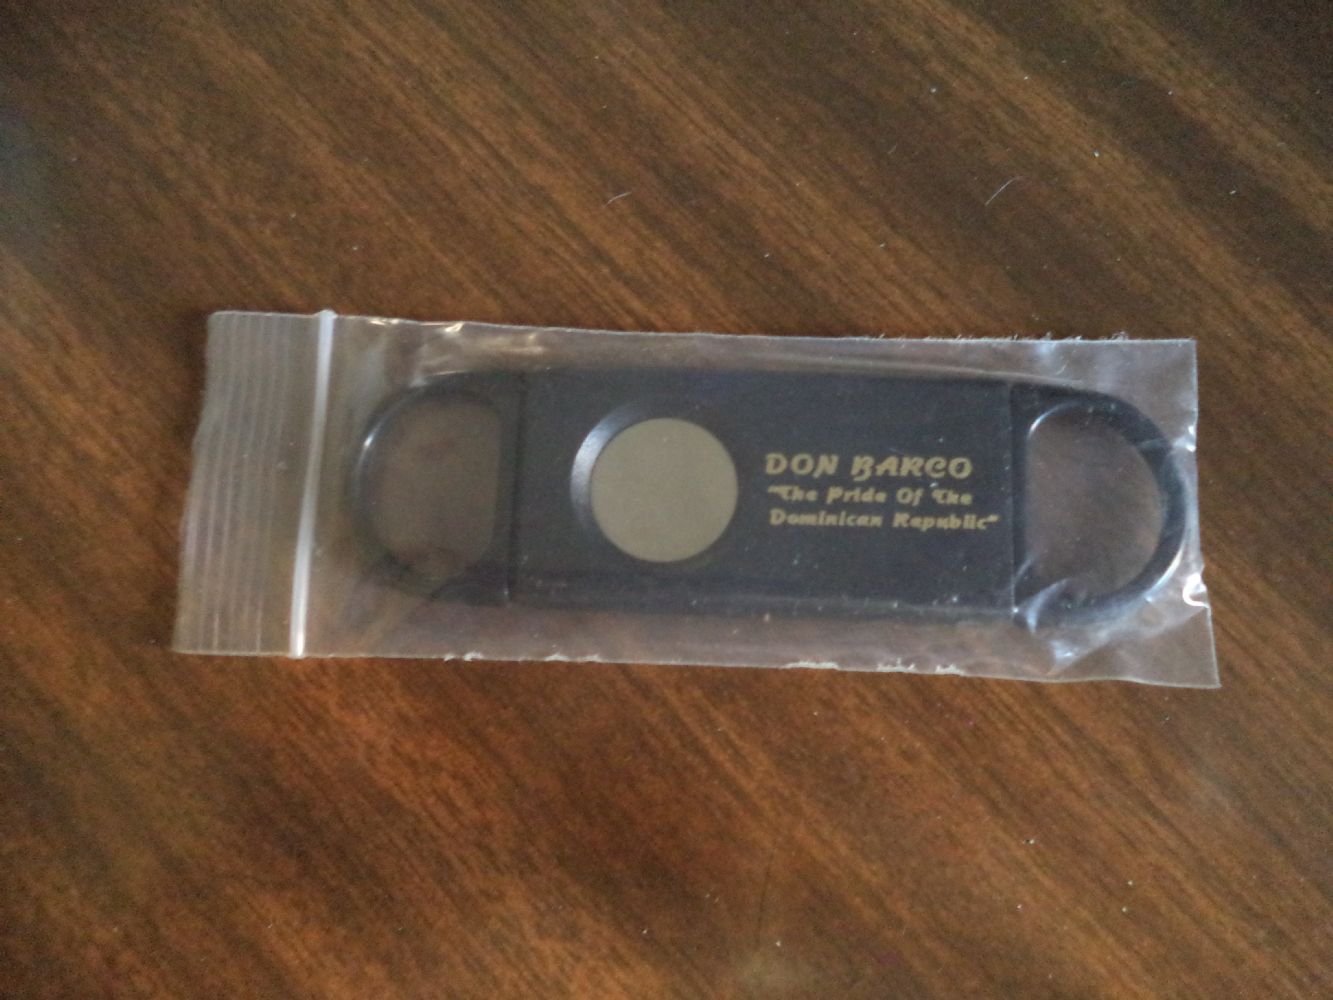 DON BARCO
"The Pride Of The
Dominican Republic"